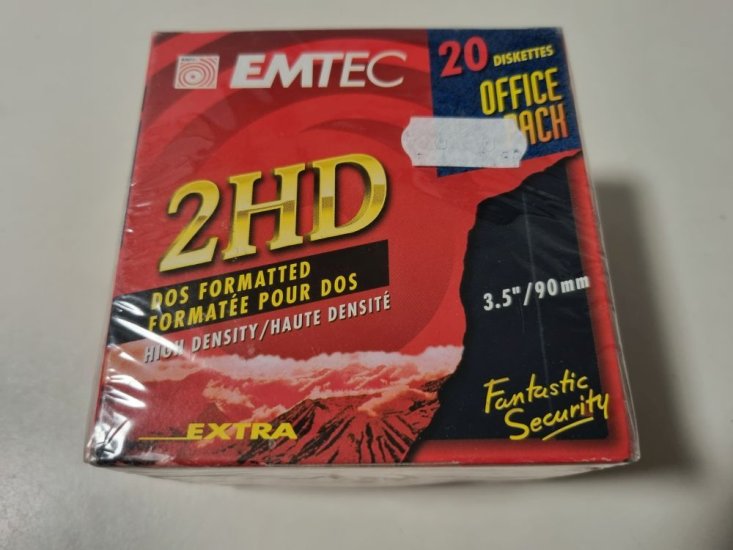 EMTEC
20 DISKETTES
OFFICE
2HD
DOS FORMATTED
FORMATÉE POUR DOS
HIGH DENSITY/HAUTE DENSITÉ
3.5"/90mm
EXTRA
Fantastic
Security